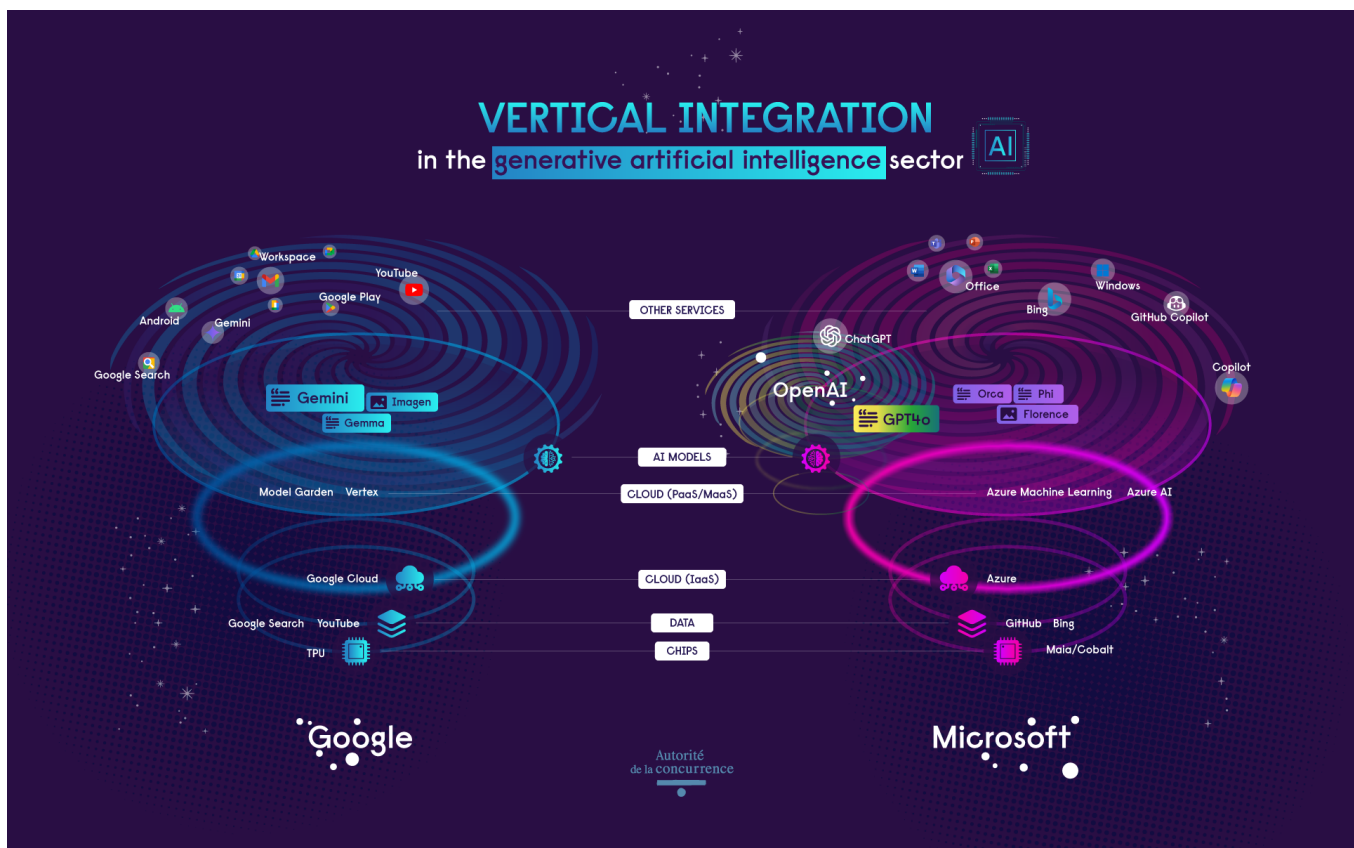 VERTICAL INTEGRATION
in the generative artificial intelligence sector
AI
Workspace
YouTube
Google Play
Android
Gemini
Google Search
OTHER SERVICES
Office
Windows
Bing
GitHub Copilot
ChatGPT
Copilot
Gemini
Imagen
Gemma
OpenAI
GPT4o
Orca
Phi
Florence
AI MODELS
Model Garden Vertex
CLOUD (PaaS/MaaS)
Azure Machine Learning Azure AI
Google Cloud
CLOUD (IaaS)
Azure
Google Search YouTube
DATA
GitHub Bing
TPU
CHIPS
Maia/Cobalt
Google
Microsoft
Autorité
de la concurrence